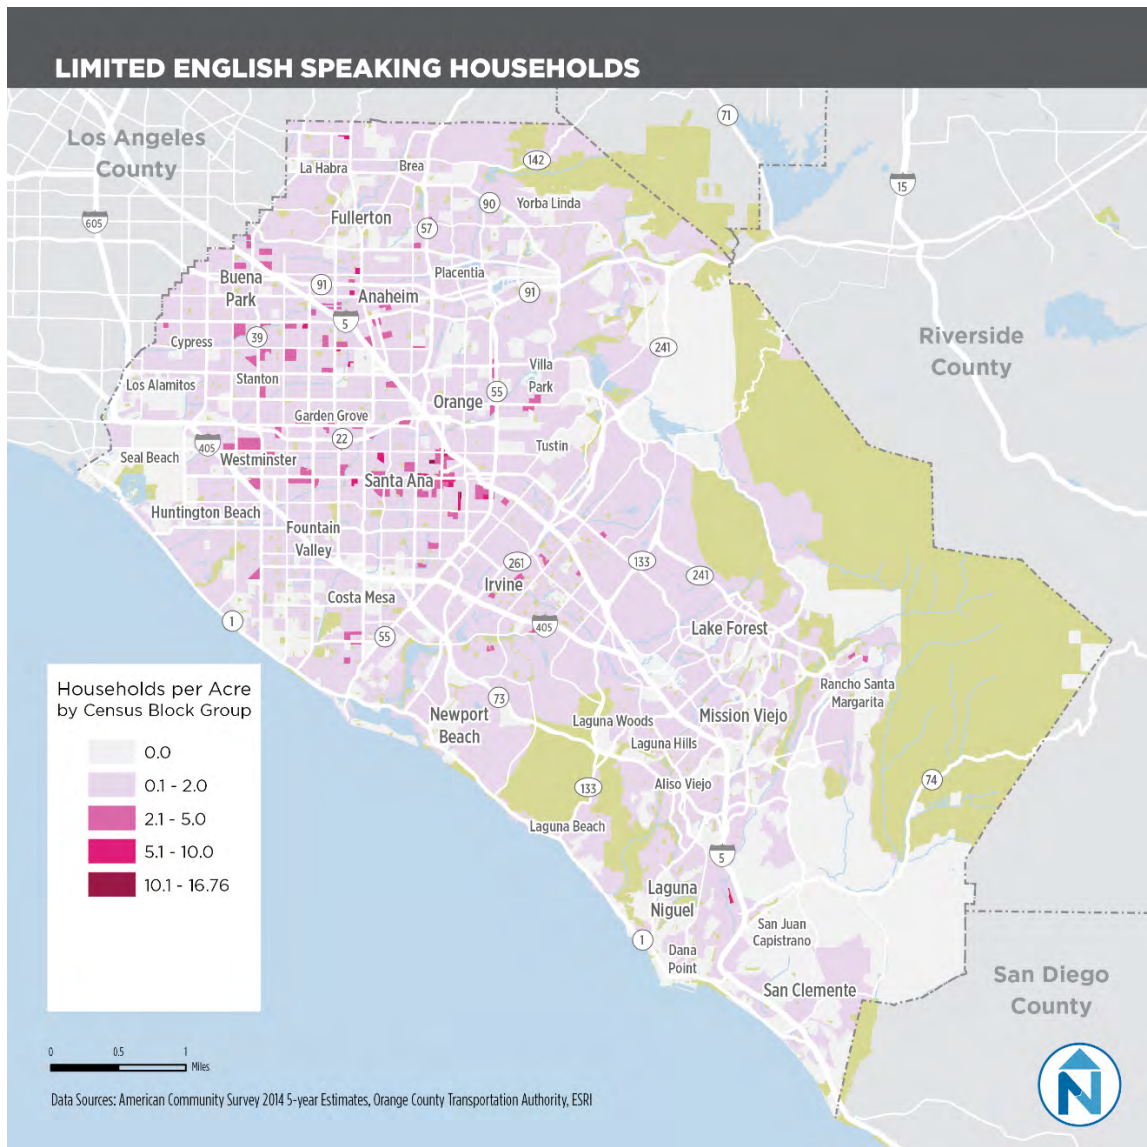 LIMITED ENGLISH SPEAKING HOUSEHOLDS
Los Angeles
County
71
142
15
La Habra
Brea
605
90
Yorba Linda
Fullerton
57
Placentia
Buena
Park
91
Anaheim
91
5
39
Cypress
241
Riverside
County
Villa
Park
Stanton
Los Alamitos
55
Orange
Garden Grove
22
405
Tustin
Seal Beach
Westminster
Santa Ana
Huntington Beach
Fountain
Valley
261
133
241
Irvine
Costa Mesa
1
55
405
Lake Forest
Rancho Santa
Margarita
73
Newport
Beach
Laguna Woods
Mission Viejo
Laguna Hills
133
Aliso Viejo
74
Laguna Beach
5
Laguna
Niguel
San Juan
Capistrano
1
Dana
Point
San Clemente
San Diego
County
Households per Acre
by Census Block Group
0.0
0.1 - 2.0
2.1 - 5.0
5.1 - 10.0
10.1 - 16.76
0 0.5 1
Miles
Data Sources: American Community Survey 2014 5-year Estimates, Orange County Transportation Authority, ESRI
N